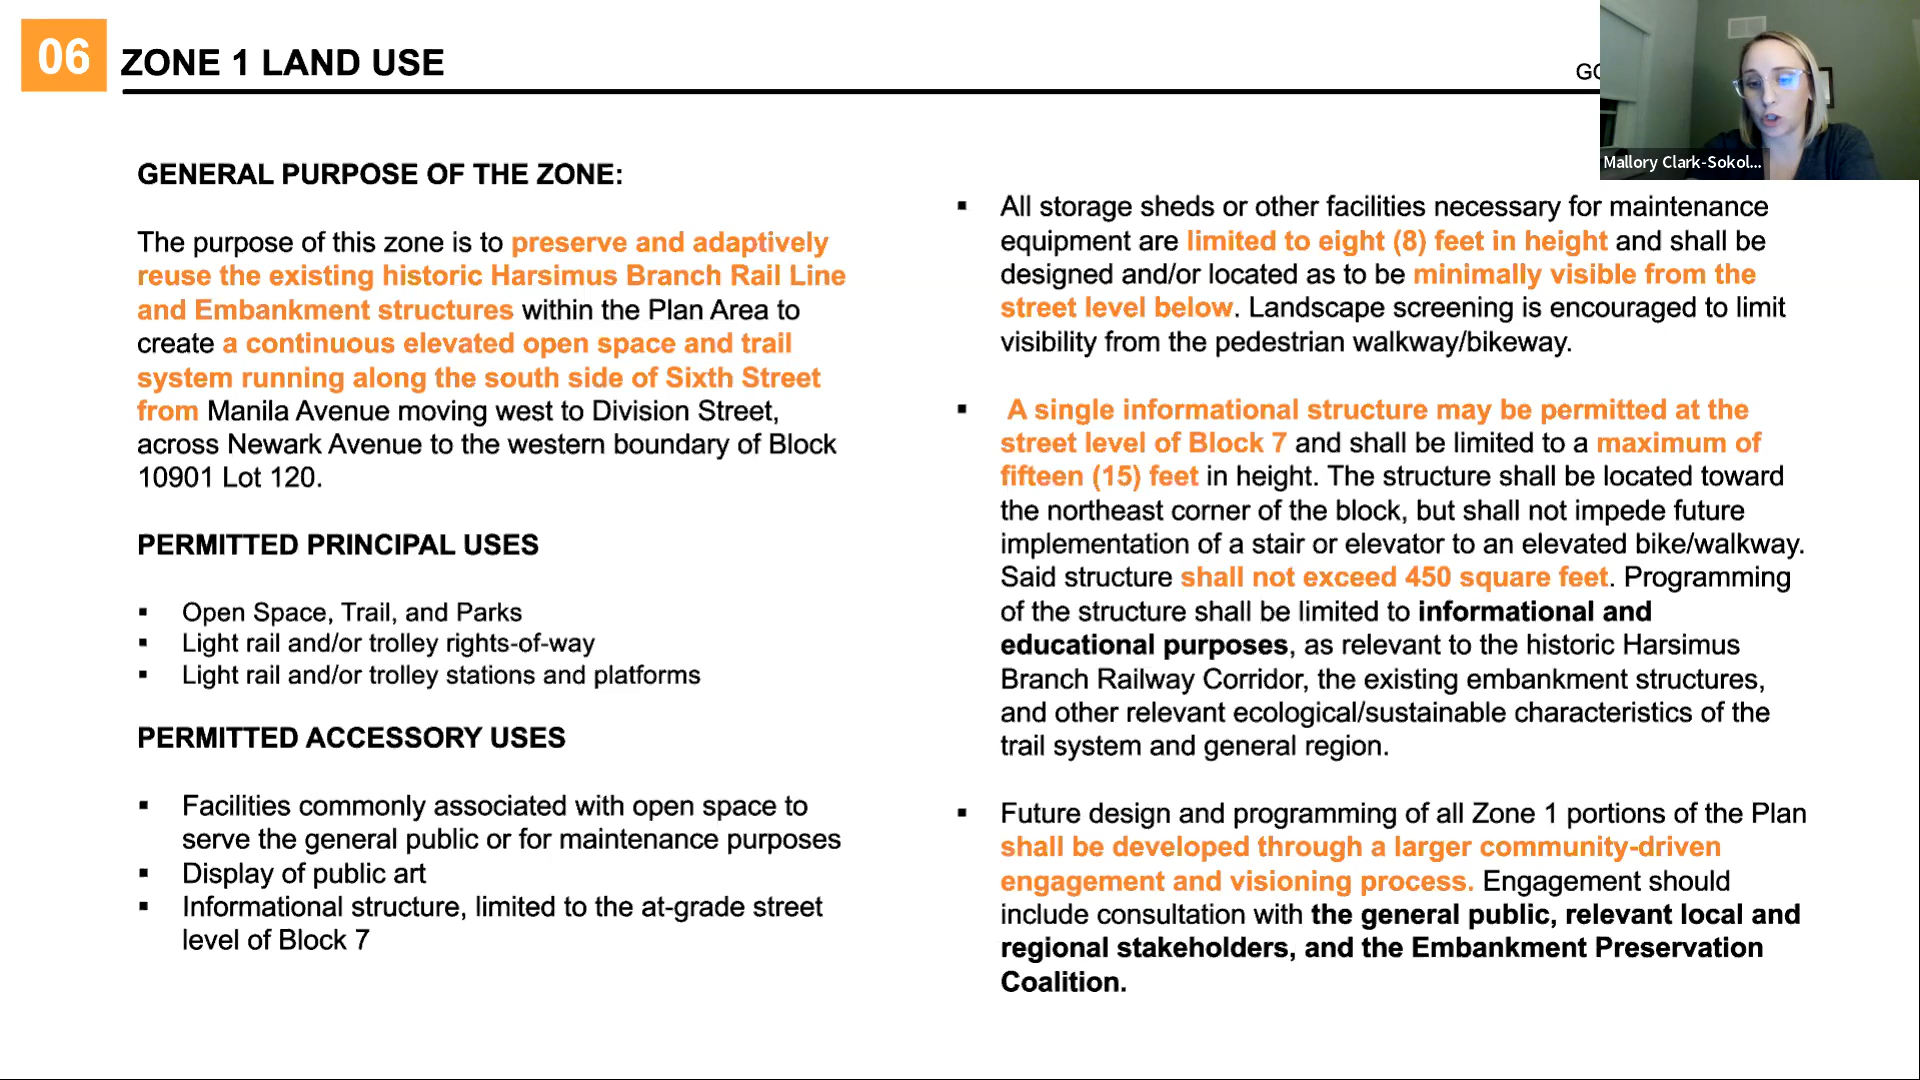 06
ZONE 1 LAND USE
GO
Mallory Clark-Sokol...
GENERAL PURPOSE OF THE ZONE:
The purpose of this zone is to preserve and adaptively
reuse the existing historic Harsimus Branch Rail Line
and Embankment structures within the Plan Area to
create a continuous elevated open space and trail
system running along the south side of Sixth Street
from Manila Avenue moving west to Division Street,
across Newark Avenue to the western boundary of Block
10901 Lot 120.
PERMITTED PRINCIPAL USES
▪ Open Space, Trail, and Parks
▪ Light rail and/or trolley rights-of-way
▪ Light rail and/or trolley stations and platforms
PERMITTED ACCESSORY USES
▪ Facilities commonly associated with open space to
serve the general public or for maintenance purposes
▪ Display of public art
▪ Informational structure, limited to the at-grade street
level of Block 7
▪ All storage sheds or other facilities necessary for maintenance
equipment are limited to eight (8) feet in height and shall be
designed and/or located as to be minimally visible from the
street level below. Landscape screening is encouraged to limit
visibility from the pedestrian walkway/bikeway.
▪ A single informational structure may be permitted at the
street level of Block 7 and shall be limited to a maximum of
fifteen (15) feet in height. The structure shall be located toward
the northeast corner of the block, but shall not impede future
implementation of a stair or elevator to an elevated bike/walkway.
Said structure shall not exceed 450 square feet. Programming
of the structure shall be limited to informational and
educational purposes, as relevant to the historic Harsimus
Branch Railway Corridor, the existing embankment structures,
and other relevant ecological/sustainable characteristics of the
trail system and general region.
▪ Future design and programming of all Zone 1 portions of the Plan
shall be developed through a larger community-driven
engagement and visioning process. Engagement should
include consultation with the general public, relevant local and
regional stakeholders, and the Embankment Preservation
Coalition.